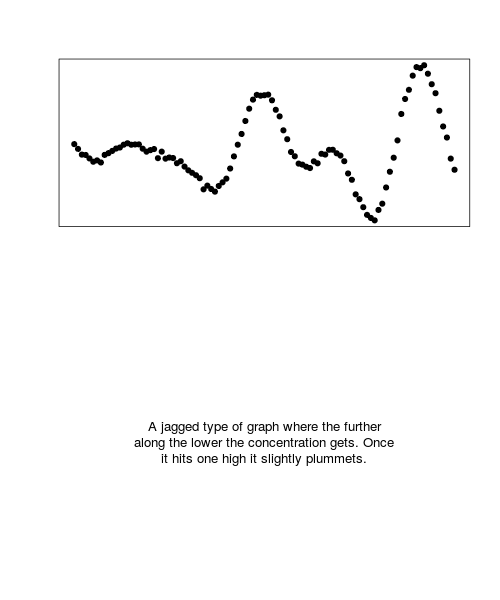 A jagged type of graph where the further
along the lower the concentration gets. Once
it hits one high it slightly plummets.